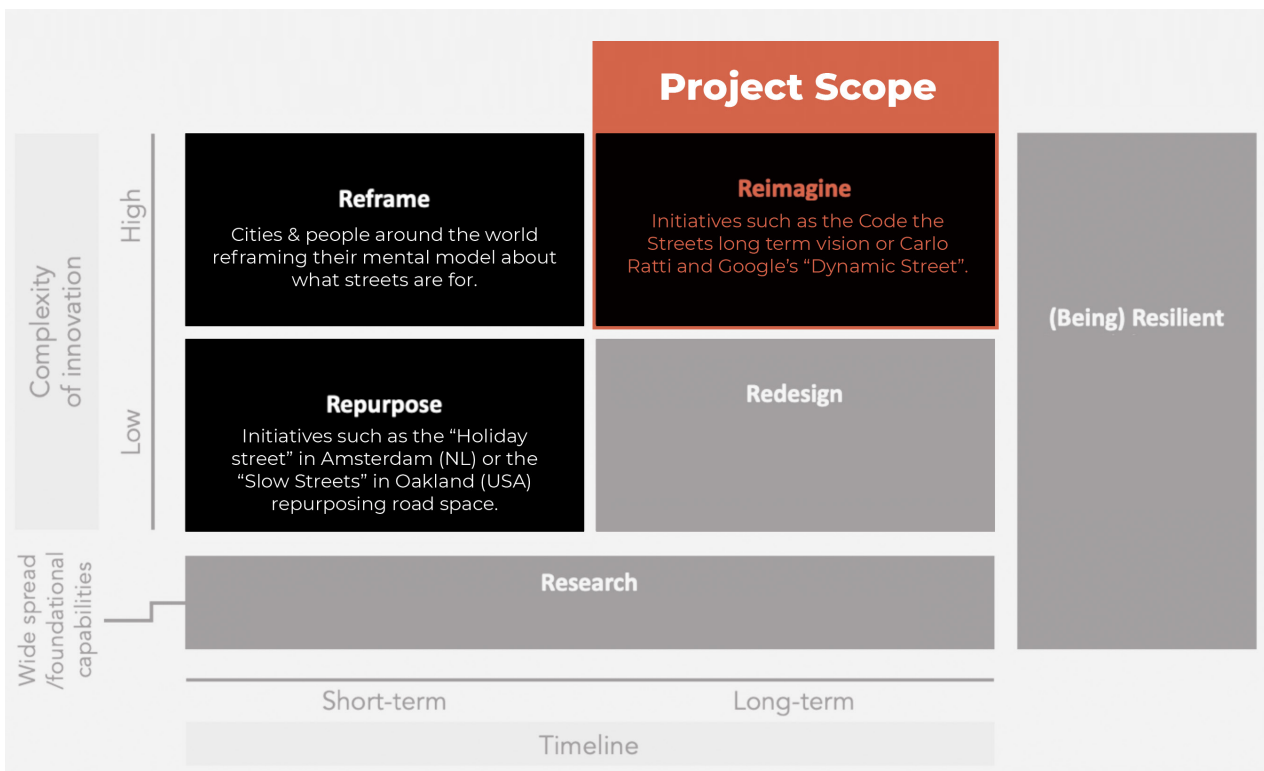 Project Scope
Reframe
Cities & people around the world
reframing their mental model about
what streets are for.
Reimagine
Initiatives such as the Code the
Streets long term vision or Carlo
Ratti and Google’s “Dynamic Street”.
(Being) Resilient
Repurpose
Initiatives such as the “Holiday
street” in Amsterdam (NL) or the
“Slow Streets” in Oakland (USA)
repurposing road space.
Redesign
Research
Complexity
of innovation
High
Low
Wide spread
/foundational
capabilities
Short-term
Long-term
Timeline